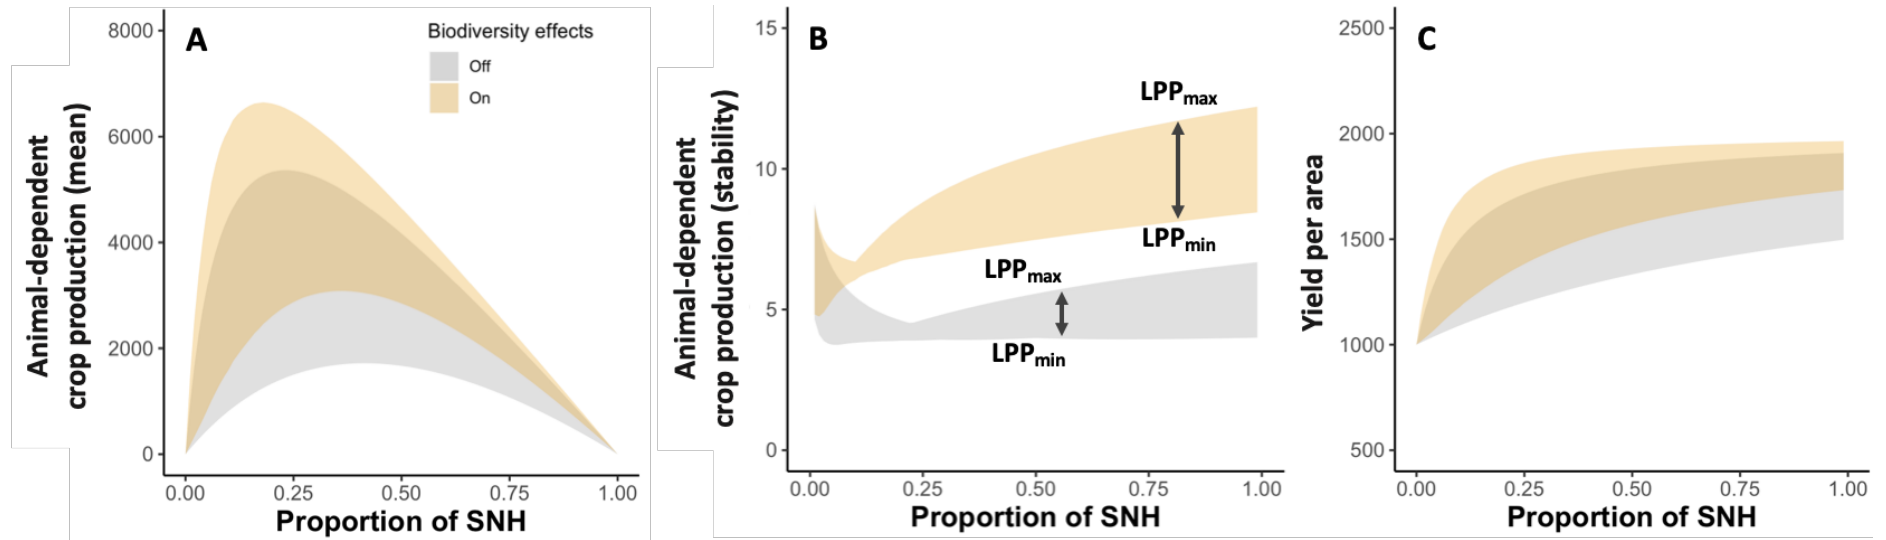 A
Biodiversity effects
Off
On
8000
6000
4000
2000
0
Animal-dependent
crop production (mean)
0.00 0.25 0.50 0.75 1.00
Proportion of SNH
B
15
10
5
0
Animal-dependent
crop production (stability)
LPPmax
LPPmin
LPPmax
LPPmin
0.00 0.25 0.50 0.75 1.00
Proportion of SNH
C
2500
2000
1500
1000
500
Yield per area
0.00 0.25 0.50 0.75 1.00
Proportion of SNH